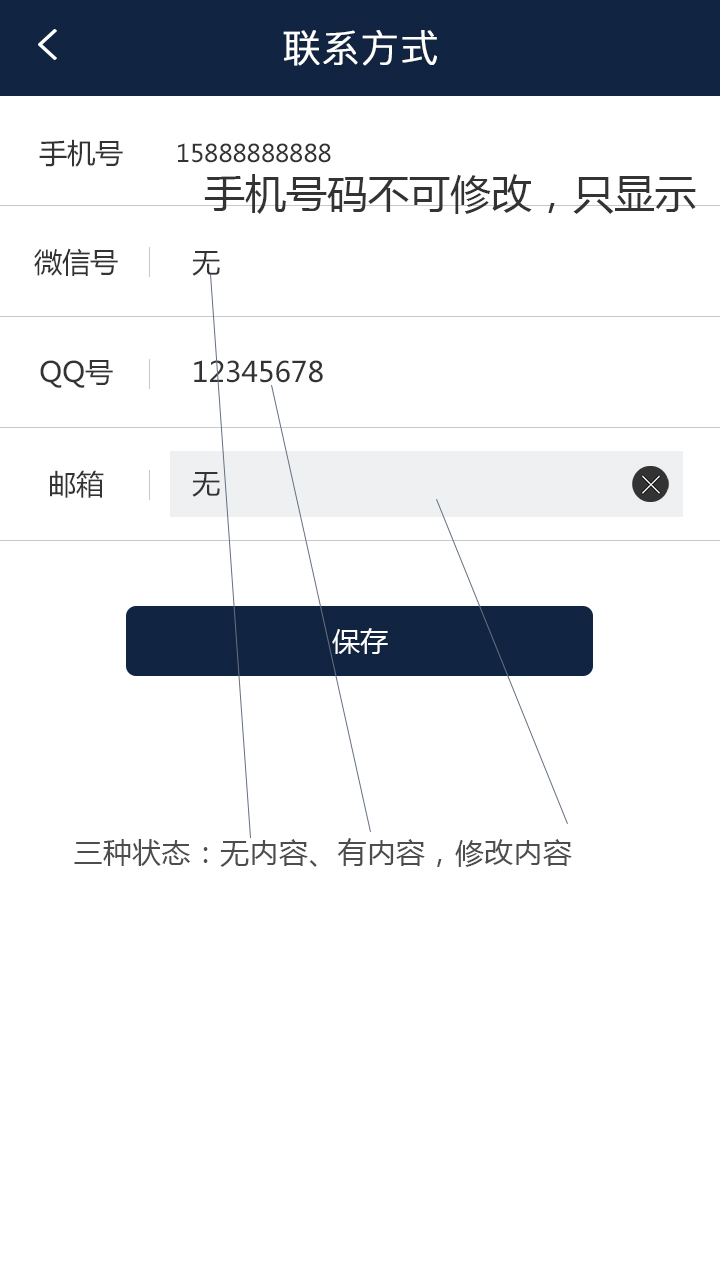 联系方式
手机号 15888888888
手机号码不可修改，只显示
微信号 无
QQ号 12345678
邮箱 无
保存
三种状态：无内容、有内容，修改内容